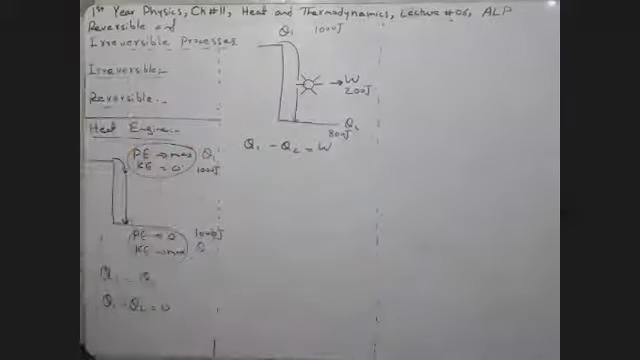 1st Year Physics, Ch # 11, Heat and Thermodynamics, Lecture # 06, ALP
Reversible and
Irreversible Processes
Irreversible:-
Reversible:-
Heat Engine:-
PE → max
KE = 0
Q₁
1000J
PE → 0
KE → max
1000J
Q
Q₁ - Q₂ = 0
Q₁
1000J
→ W
200J
Q₂
800J
Q₁ - Q₂ = W